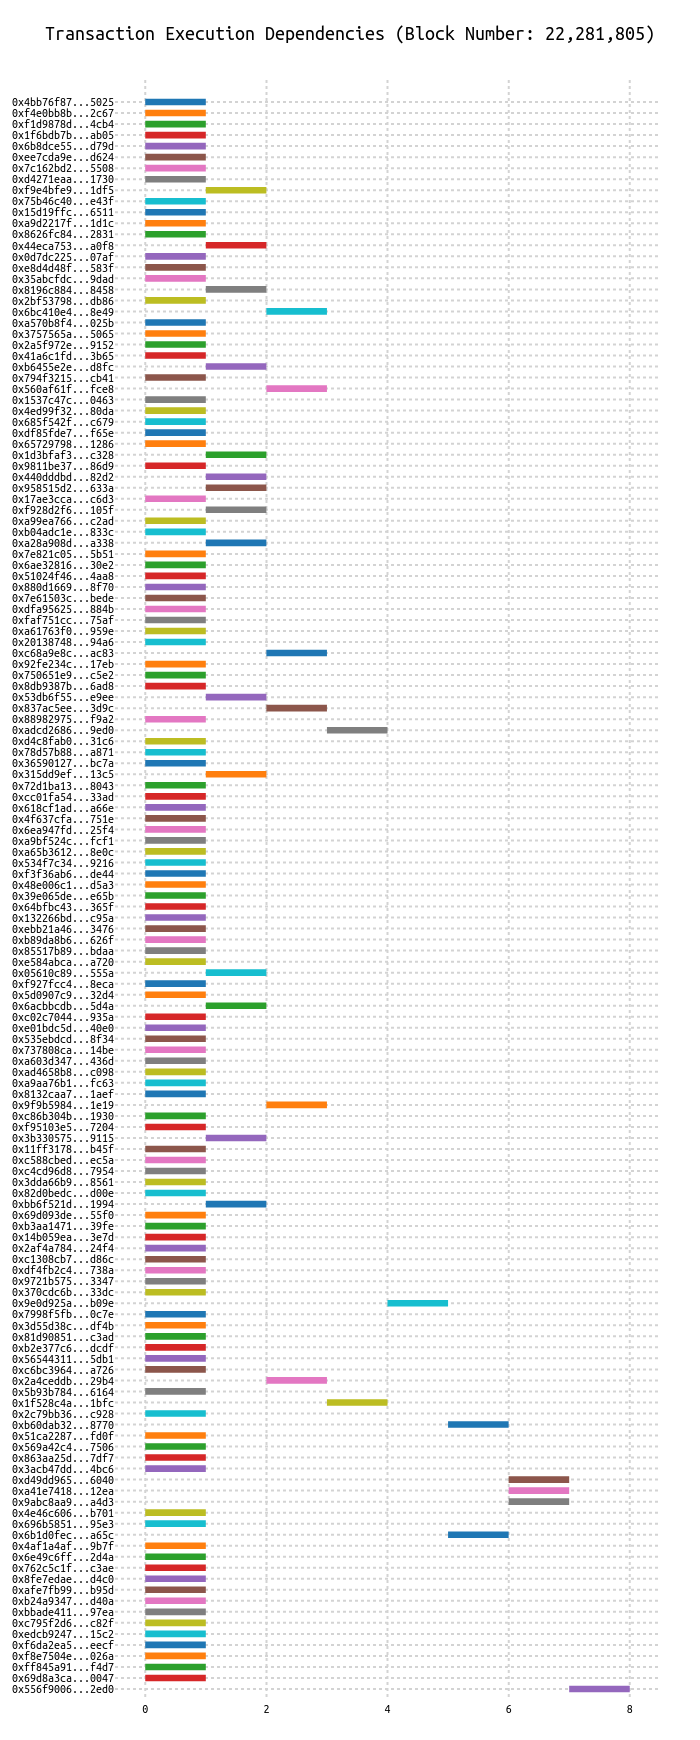 Transaction Execution Dependencies (Block Number: 22,281,805)
0x4bb76f87...5025
0xf4e0bb8b...2c67
0xf1d9878d...4cb4
0x1f6bdb7b...ab05
0x6b8dce55...d79d
0xee7cda9e...d624
0x7c162bd2...5508
0xd4271eaa...1730
0xf9e4bfe9...1df5
0x75b46c40...e43f
0x15d19ffc...6511
0xa9d2217f...1d1c
0x8626fc84...2831
0x44eca753...a0f8
0x0d7dc225...07af
0xe8d4d48f...583f
0x35abcfdc...9dad
0x8196c884...8458
0x2bf53798...db86
0x6bc410e4...8e49
0xa570b8f4...025b
0x3757565a...5065
0x2a5f972e...9152
0x41a6c1fd...3b65
0xb6455e2e...d8fc
0x794f3215...cb41
0x560af61f...fce8
0x1537c47c...0463
0x4ed99f32...80da
0x685f542f...c679
0xdf85fde7...f65e
0x65729798...1286
0x1d3bfaf3...c328
0x9811be37...86d9
0x440dddbd...82d2
0x958515d2...633a
0x17ae3cca...c6d3
0xf928d2f6...105f
0xa99ea766...c2ad
0xb04adc1e...833c
0xa28a908d...a338
0x7e821c05...5b51
0x6ae32816...30e2
0x51024f46...4aa8
0x880d1669...8f70
0x7e61503c...bede
0xdfa95625...884b
0xfaf751cc...75af
0xa61763f0...959e
0x20138748...94a6
0xc68a9e8c...ac83
0x92fe234c...17eb
0x750651e9...c5e2
0x8db9387b...6ad8
0x53db6f55...e9ee
0x837ac5ee...3d9c
0x88982975...f9a2
0xadcd2686...9ed0
0xd4c8fab0...31c6
0x78d57b88...a871
0x36590127...bc7a
0x315dd9ef...13c5
0x72d1ba13...8043
0xcc01fa54...33ad
0x618cf1ad...a66e
0x4f637cfa...751e
0x6ea947fd...25f4
0xa9bf524c...fcf1
0xa65b3612...8e0c
0x534f7c34...9216
0xf3f36ab6...de44
0x48e006c1...d5a3
0x39e065de...e65b
0x64bfbc43...365f
0x132266bd...c95a
0xebb21a46...3476
0xb89da8b6...626f
0x85517b89...bdaa
0xe584abca...a720
0x05610c89...555a
0xf927fcc4...8eca
0x5d0907c9...32d4
0x6acbbcdb...5d4a
0xc02c7044...935a
0xe01bdc5d...40e0
0x535ebdcd...8f34
0x737808ca...14be
0xa603d347...436d
0xad4658b8...c098
0xa9aa76b1...fc63
0x8132caa7...1aef
0x9f9b5984...1e19
0xc86b304b...1930
0xf95103e5...7204
0x3b330575...9115
0x11ff3178...b45f
0xc588cbed...ec5a
0xc4cd96d8...7954
0x3dda66b9...8561
0x82d0bedc...d00e
0xbb6f521d...1994
0x69d093de...55f0
0xb3aa1471...39fe
0x14b059ea...3e7d
0x2af4a784...24f4
0xc1308cb7...d86c
0xdf4fb2c4...738a
0x9721b575...3347
0x370cdc6b...33dc
0x9e0d925a...b09e
0x7998f5fb...0c7e
0x3d55d38c...df4b
0x81d90851...c3ad
0xb2e377c6...dcdf
0x56544311...5db1
0xc6bc3964...a726
0x2a4ceddb...29b4
0x5b93b784...6164
0x1f528c4a...1bfc
0x2c79bb36...c928
0xb60dab32...8770
0x51ca2287...fd0f
0x569a42c4...7506
0x863aa25d...7df7
0x3acb47dd...4bc6
0xd49dd965...6040
0xa41e7418...12ea
0x9abc8aa9...a4d3
0x4e46c606...b701
0x696b5851...95e3
0x6b1d0fec...a65c
0x4af1a4af...9b7f
0x6e49c6ff...2d4a
0x762c5c1f...c3ae
0x8fe7edae...d4c0
0xafe7fb99...b95d
0xb24a9347...d40a
0xbbade411...97ea
0xc795f2d6...c82f
0xedcb9247...15c2
0xf6da2ea5...eecf
0xf8e7504e...026a
0xff845a91...f4d7
0x69d8a3ca...0047
0x556f9006...2ed0
0 2 4 6 8